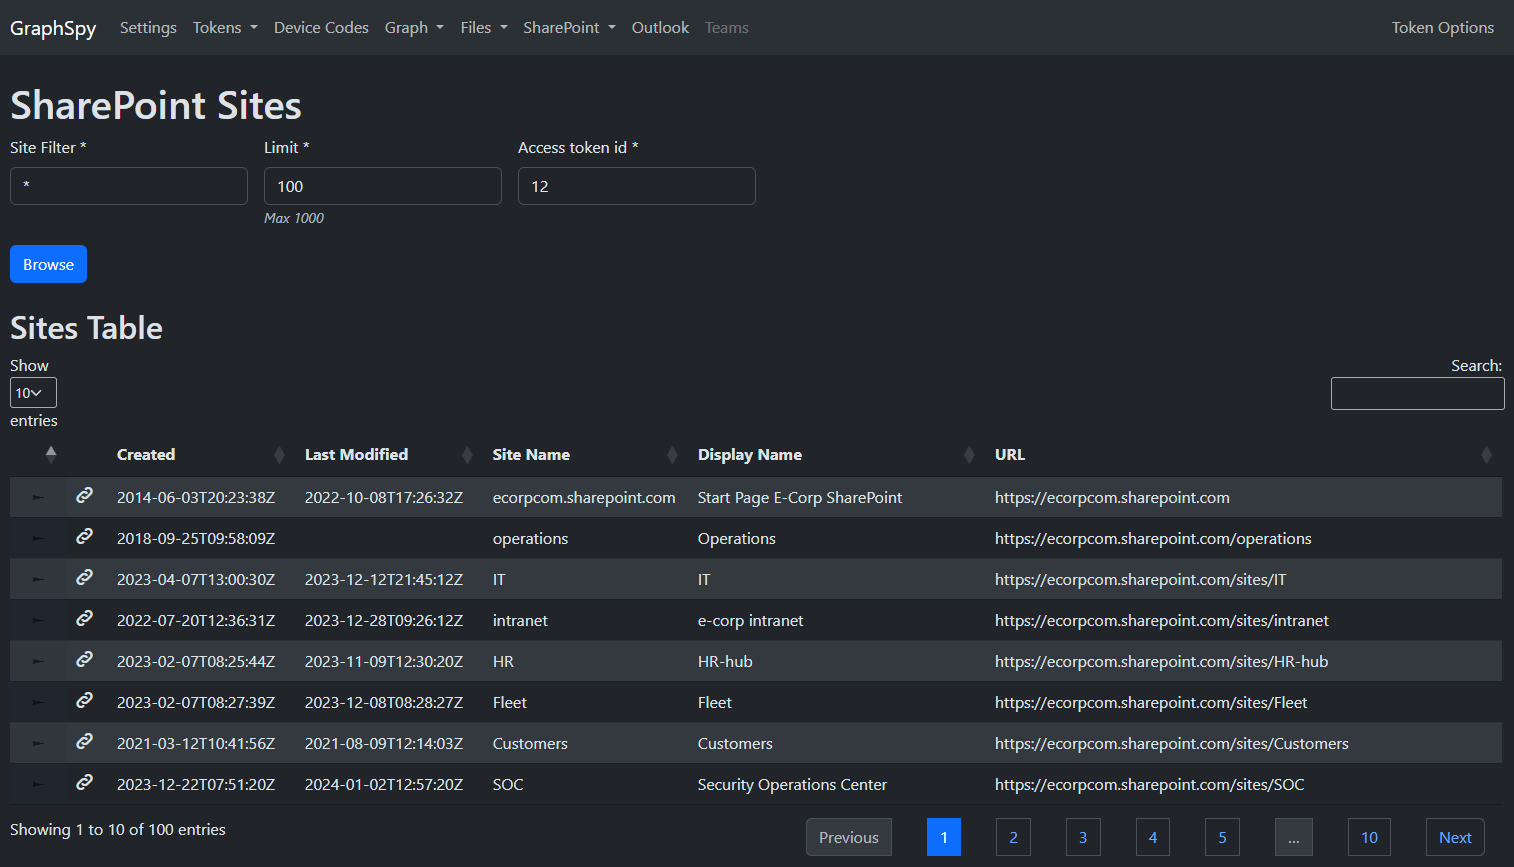 GraphSpy Settings Tokens Device Codes Graph Files SharePoint Outlook Teams Token Options
SharePoint Sites
Site Filter * Limit * Access token id *
* 100 12
Max 1000
Browse
Sites Table
Show Search:
10
entries
Created Last Modified Site Name Display Name URL
2014-06-03T20:23:38Z 2022-10-08T17:26:32Z ecorpcom.sharepoint.com Start Page E-Corp SharePoint https://ecorpcom.sharepoint.com
2018-09-25T09:58:09Z operations Operations https://ecorpcom.sharepoint.com/operations
2023-04-07T13:00:30Z 2023-12-12T21:45:12Z IT IT https://ecorpcom.sharepoint.com/sites/IT
2022-07-20T12:36:31Z 2023-12-28T09:26:12Z intranet e-corp intranet https://ecorpcom.sharepoint.com/sites/intranet
2023-02-07T08:25:44Z 2023-11-09T12:30:20Z HR HR-hub https://ecorpcom.sharepoint.com/sites/HR-hub
2023-02-07T08:27:39Z 2023-12-08T08:28:27Z Fleet Fleet https://ecorpcom.sharepoint.com/sites/Fleet
2021-03-12T10:41:56Z 2021-08-09T12:14:03Z Customers Customers https://ecorpcom.sharepoint.com/sites/Customers
2023-12-22T07:51:20Z 2024-01-02T12:57:20Z SOC Security Operations Center https://ecorpcom.sharepoint.com/sites/SOC
Showing 1 to 10 of 100 entries Previous 1 2 3 4 5 ... 10 Next